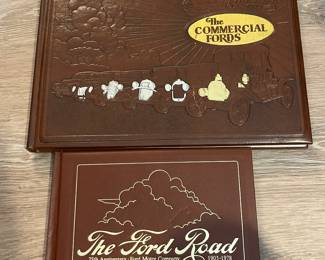 The
COMMERCIAL
FORDS
The Ford Road
75th Anniversary Ford Motor Company 1903-1978